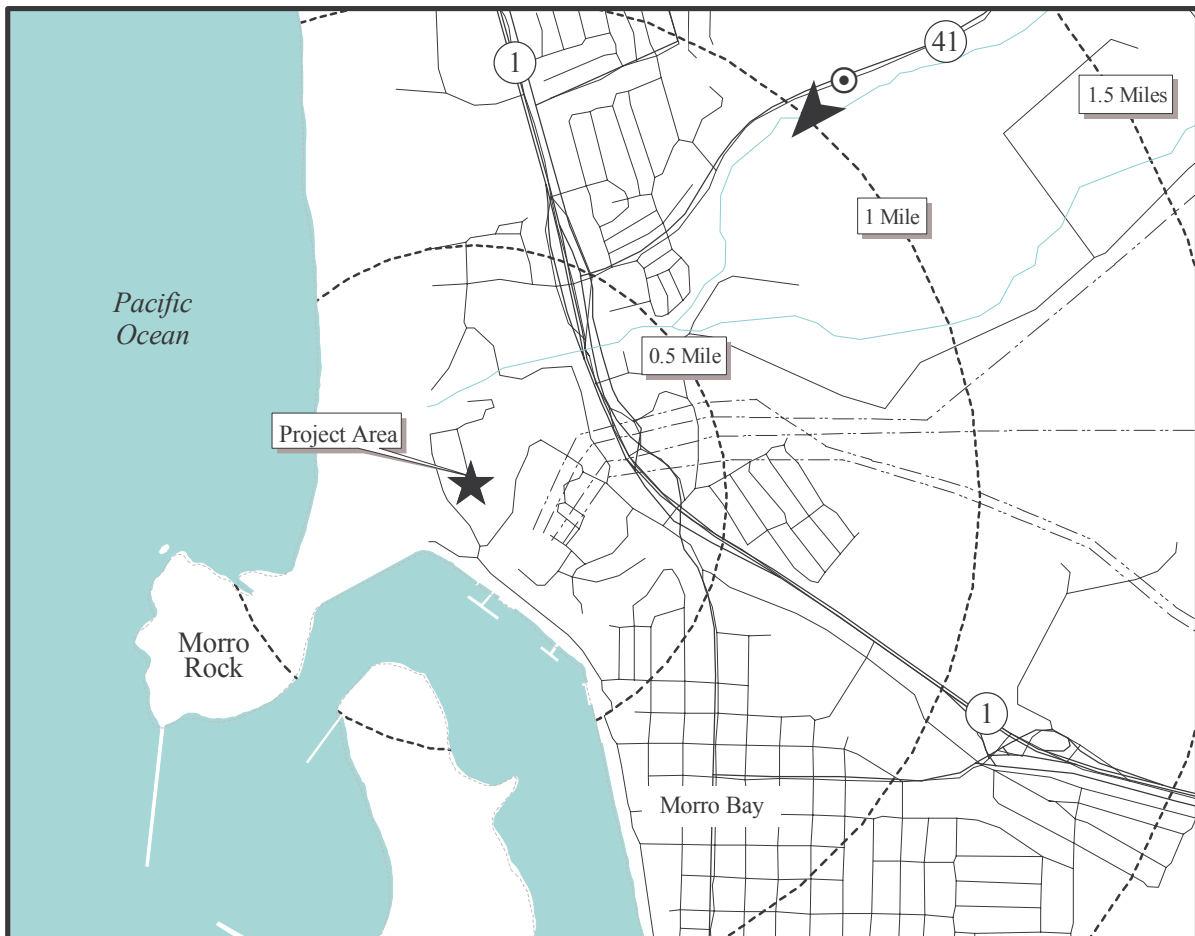 41
1
1.5 Miles
1 Mile
Pacific
Ocean
0.5 Mile
Project Area
Morro
Rock
1
Morro Bay